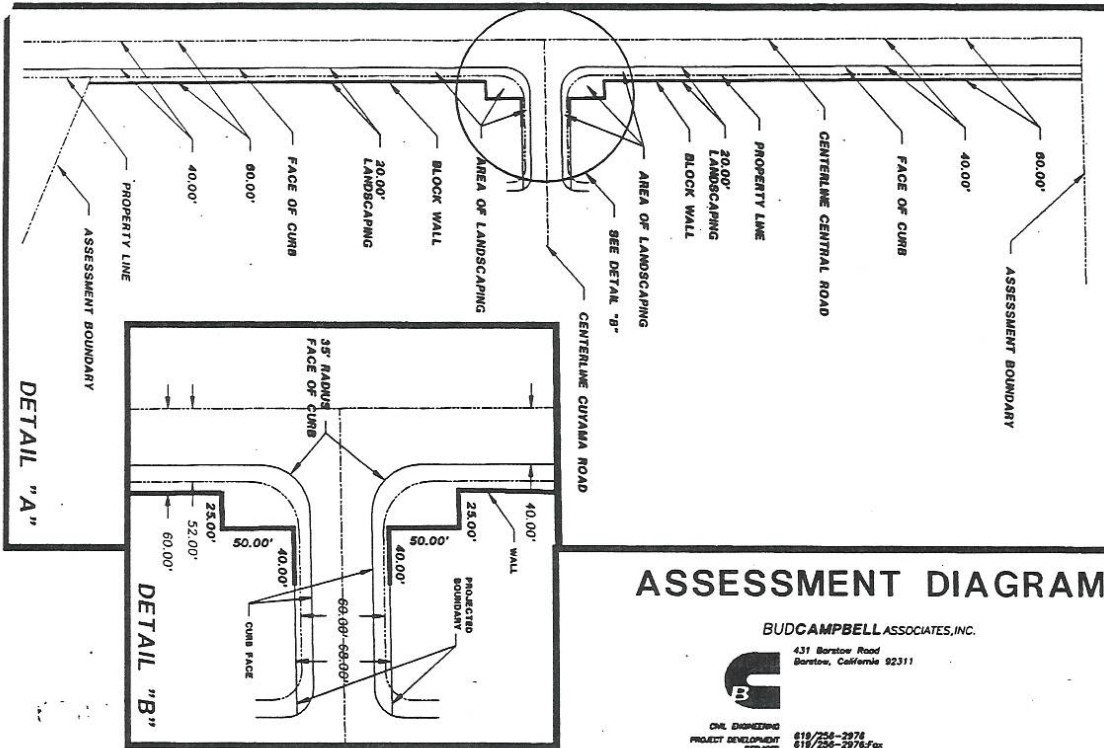 PROPERTY LINE
ASSESSMENT BOUNDARY
40.00'
60.00'
FACE OF CURB
20.00'
LANDSCAPING
BLOCK WALL
AREA OF LANDSCAPING
CENTERLINE CUYAMA ROAD
SEE DETAIL "B"
AREA OF LANDSCAPING
BLOCK WALL
20.00'
LANDSCAPING
PROPERTY LINE
CENTERLINE CENTRAL ROAD
FACE OF CURB
40.00'
60.00'
ASSESSMENT BOUNDARY
DETAIL "A"
35' RADIUS
FACE OF CURB
25.00'
52.00'
60.00'
50.00'
40.00'
CURB FACE
60.00'
68.00'
40.00'
50.00'
25.00'
40.00'
WALL
PROJECTED
BOUNDARY
DETAIL "B"
ASSESSMENT DIAGRAM
BUDCAMPBELL ASSOCIATES, INC.
431 Barstow Road
Barstow, California 92311
CB
CIVIL ENGINEERING
PROJECT DEVELOPMENT
619/256-2976
619/256-2976:Fax